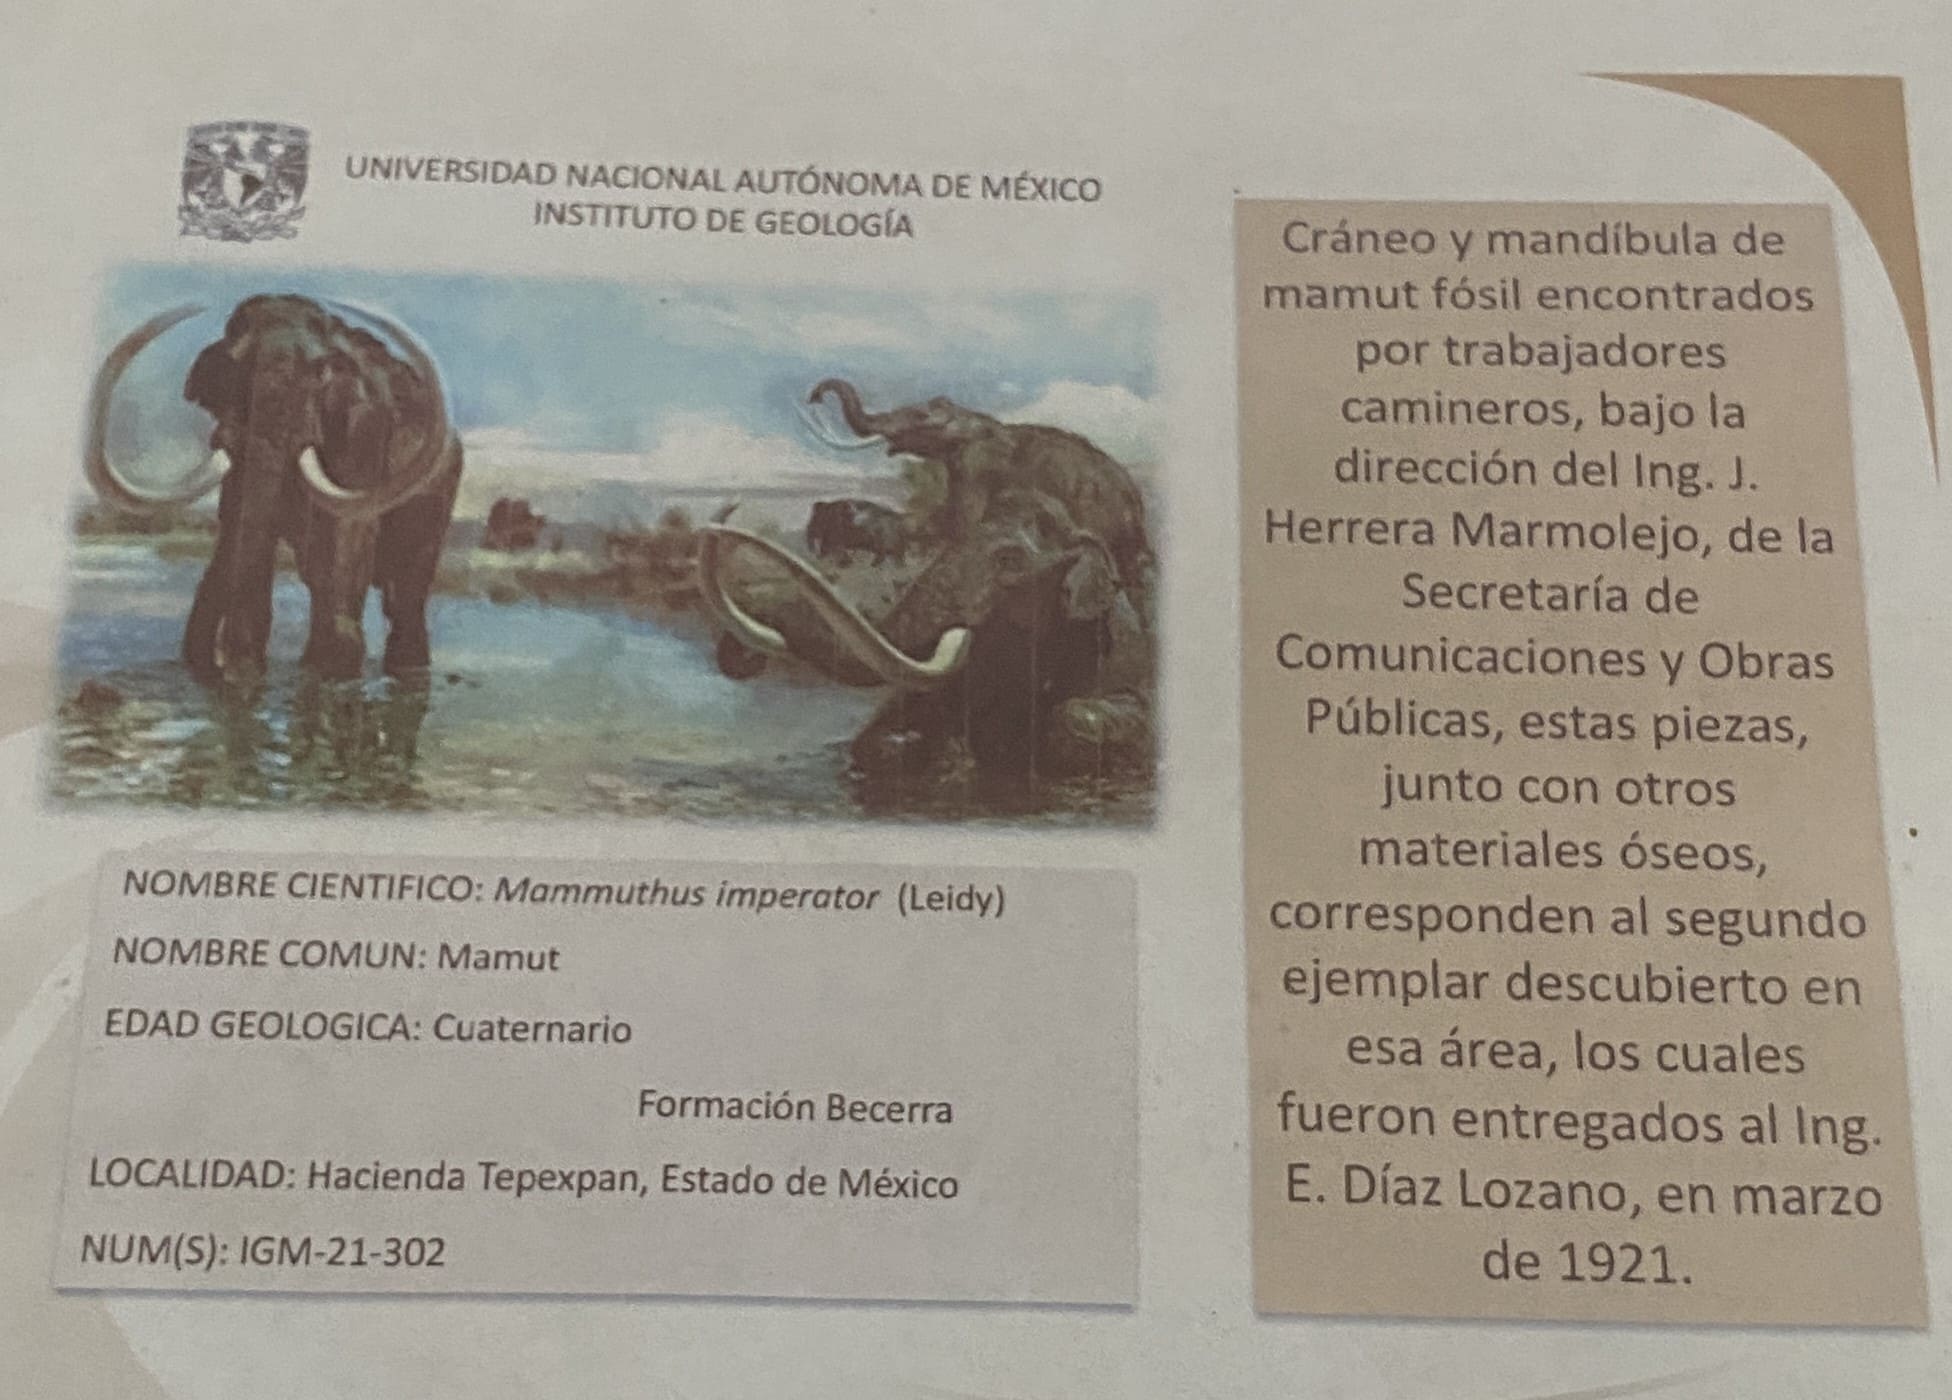 UNIVERSIDAD NACIONAL AUTÓNOMA DE MÉXICO
INSTITUTO DE GEOLOGÍA
NOMBRE CIENTIFICO: Mammuthus imperator (Leidy)
NOMBRE COMUN: Mamut
EDAD GEOLOGICA: Cuaternario
Formación Becerra
LOCALIDAD: Hacienda Tepexpan, Estado de México
NUM(S): IGM-21-302
Cráneo y mandíbula de
mamut fósil encontrados
por trabajadores
camineros, bajo la
dirección del Ing. J.
Herrera Marmolejo, de la
Secretaría de
Comunicaciones y Obras
Públicas, estas piezas,
junto con otros
materiales óseos,
corresponden al segundo
ejemplar descubierto en
esa área, los cuales
fueron entregados al Ing.
E. Díaz Lozano, en marzo
de 1921.